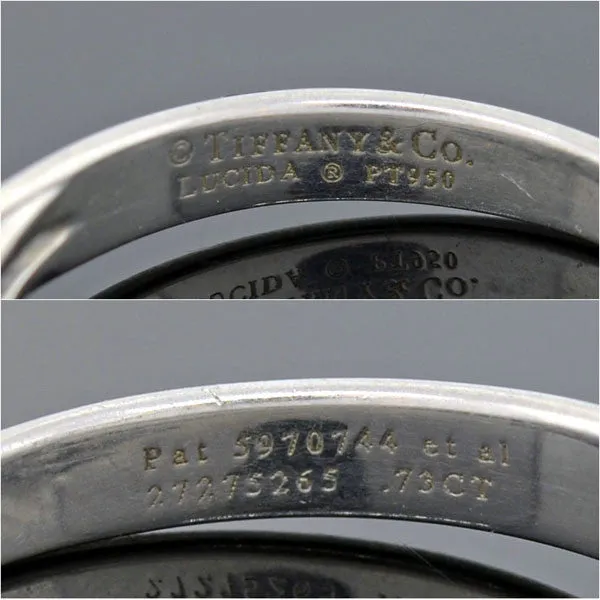 © TIFFANY & CO.
LUCIDA ® PT950
Pat 5970744 et al
27275265 .73CT